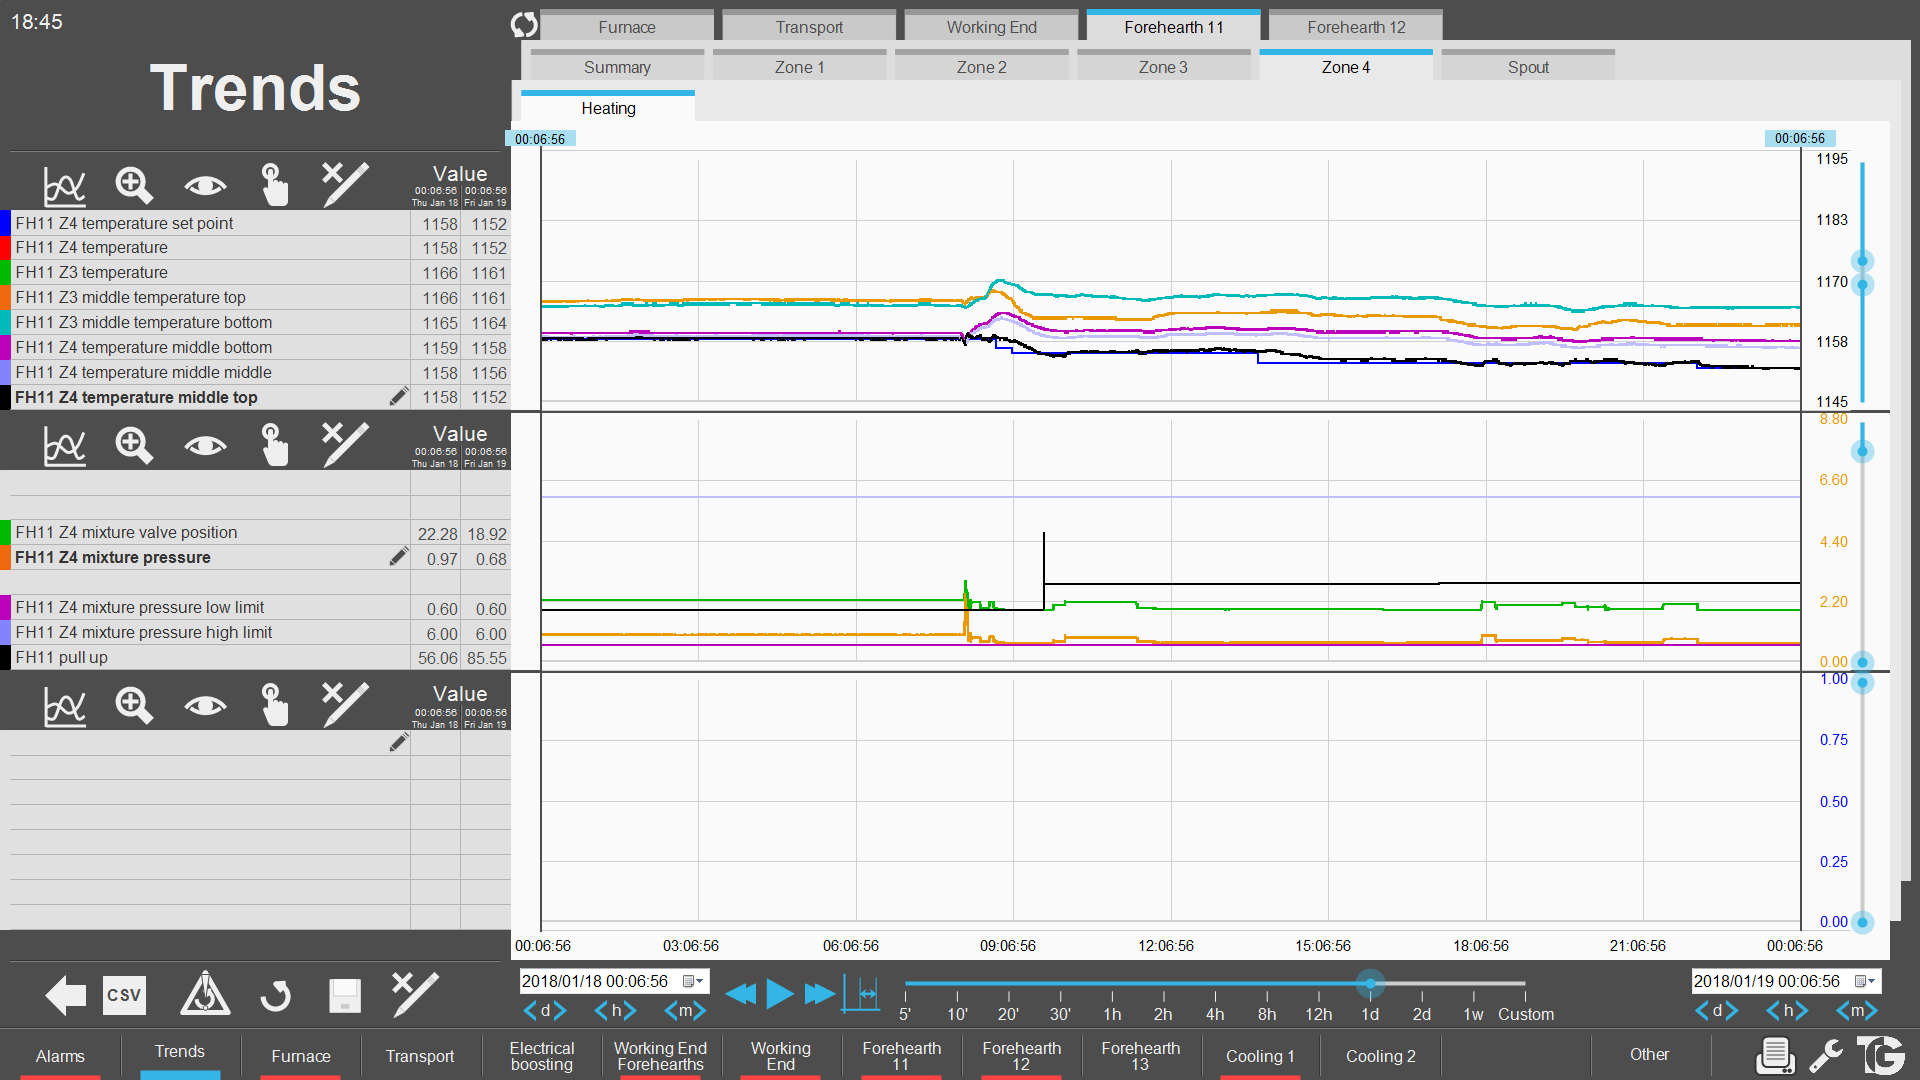 18:45
Trends
Furnace Transport Working End Forehearth 11 Forehearth 12
Summary Zone 1 Zone 2 Zone 3 Zone 4 Spout
Heating
00:06:56 00:06:56
Value
00:06:56 00:06:56
Thu Jan 18 Fri Jan 19
FH11 Z4 temperature set point 1158 1152
FH11 Z4 temperature 1158 1152
FH11 Z3 temperature 1166 1161
FH11 Z3 middle temperature top 1166 1161
FH11 Z3 middle temperature bottom 1165 1164
FH11 Z4 temperature middle bottom 1159 1158
FH11 Z4 temperature middle middle 1158 1156
FH11 Z4 temperature middle top 1158 1152
1195
1183
1170
1158
1145
Value
00:06:56 00:06:56
Thu Jan 18 Fri Jan 19
FH11 Z4 mixture valve position 22.28 18.92
FH11 Z4 mixture pressure 0.97 0.68
FH11 Z4 mixture pressure low limit 0.60 0.60
FH11 Z4 mixture pressure high limit 6.00 6.00
FH11 pull up 56.06 85.55
8.80
6.60
4.40
2.20
0.00
Value
00:06:56 00:06:56
Thu Jan 18 Fri Jan 19
1.00
0.75
0.50
0.25
0.00
00:06:56 03:06:56 06:06:56 09:06:56 12:06:56 15:06:56 18:06:56 21:06:56 00:06:56
CSV
2018/01/18 00:06:56
d h m
5' 10' 20' 30' 1h 2h 4h 8h 12h 1d 2d 1w Custom
2018/01/19 00:06:56
d h m
Alarms
Trends
Furnace
Transport
Electrical
boosting
Working End
Forehearths
Working
End
Forehearth
11
Forehearth
12
Forehearth
13
Cooling 1
Cooling 2
Other
TG